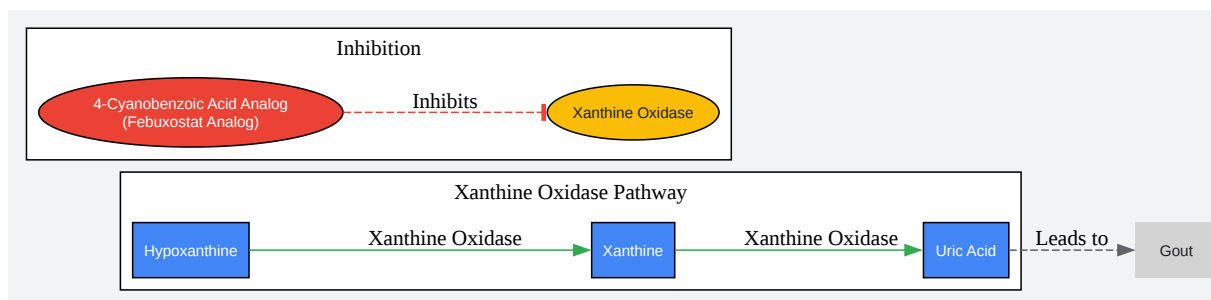 Inhibition
4-Cyanobenzoic Acid Analog
(Febuxostat Analog)
Inhibits
Xanthine Oxidase
Xanthine Oxidase Pathway
Hypoxanthine
Xanthine Oxidase
Xanthine
Xanthine Oxidase
Uric Acid
Leads to
Gout